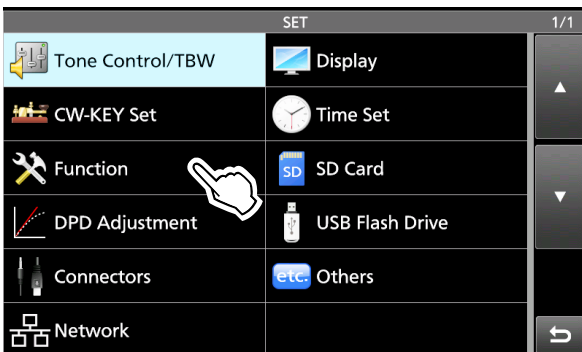 SET 1/1
Tone Control/TBW Display
CW-KEY Set Time Set
Function SD SD Card
DPD Adjustment USB Flash Drive
Connectors etc. Others
Network